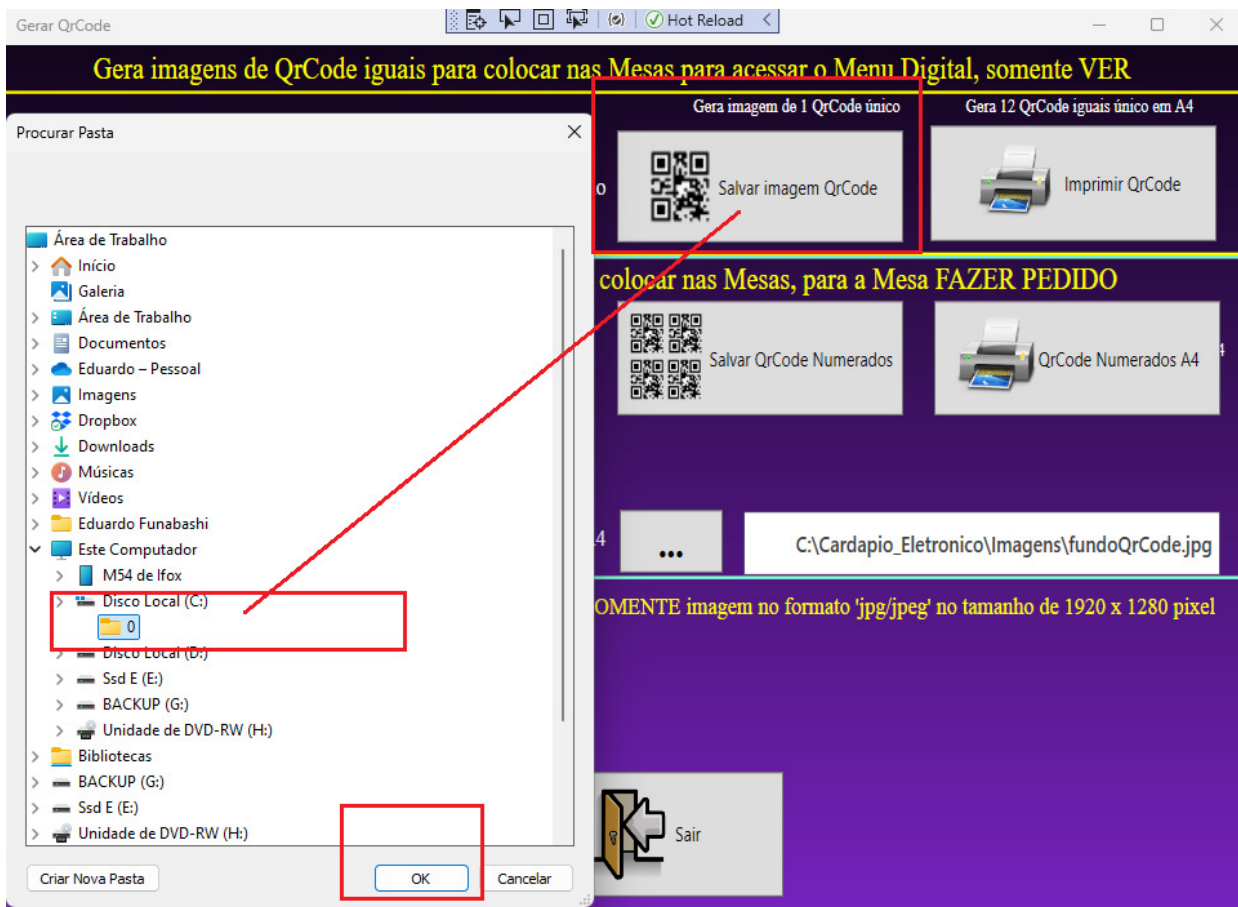 Gerar QrCode
Hot Reload
Gera imagens de QrCode iguais para colocar nas Mesas para acessar o Menu Digital, somente VER
Gera imagem de 1 QrCode único
Gera 12 QrCode iguais único em A4
Procurar Pasta
o
Salvar imagem QrCode
Imprimir QrCode
Área de Trabalho
Início
Galeria
Área de Trabalho
Documentos
Eduardo – Pessoal
Imagens
Dropbox
Downloads
Músicas
Vídeos
Eduardo Funabashi
Este Computador
M54 de Ifox
Disco Local (C:)
0
Disco Local (D:)
Ssd E (E:)
BACKUP (G:)
Unidade de DVD-RW (H:)
Bibliotecas
BACKUP (G:)
Ssd E (E:)
Unidade de DVD-RW (H:)
Criar Nova Pasta
OK
Cancelar
colocar nas Mesas, para a Mesa FAZER PEDIDO
Salvar QrCode Numerados
QrCode Numerados A4
4
...
C:\Cardapio_Eletronico\Imagens\fundoQrCode.jpg
OMENTE imagem no formato 'jpg/jpeg' no tamanho de 1920 x 1280 pixel
Sair